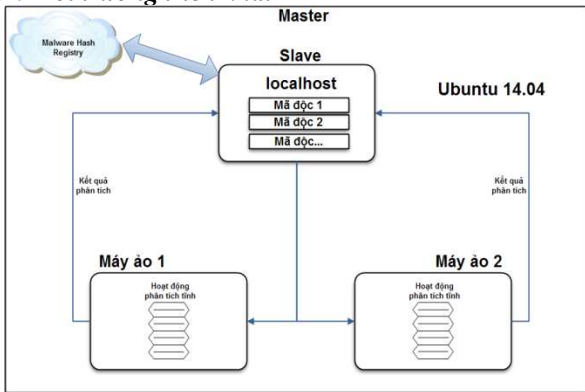 Master
Malware Hash
Registry
Slave
localhost
Ubuntu 14.04
Mã độc 1
Mã độc 2
Mã độc...
Kết quả
phân tích
Kết quả
phân tích
Máy ảo 1
Máy ảo 2
Hoạt động
phân tích tĩnh
Hoạt động
phân tích tĩnh